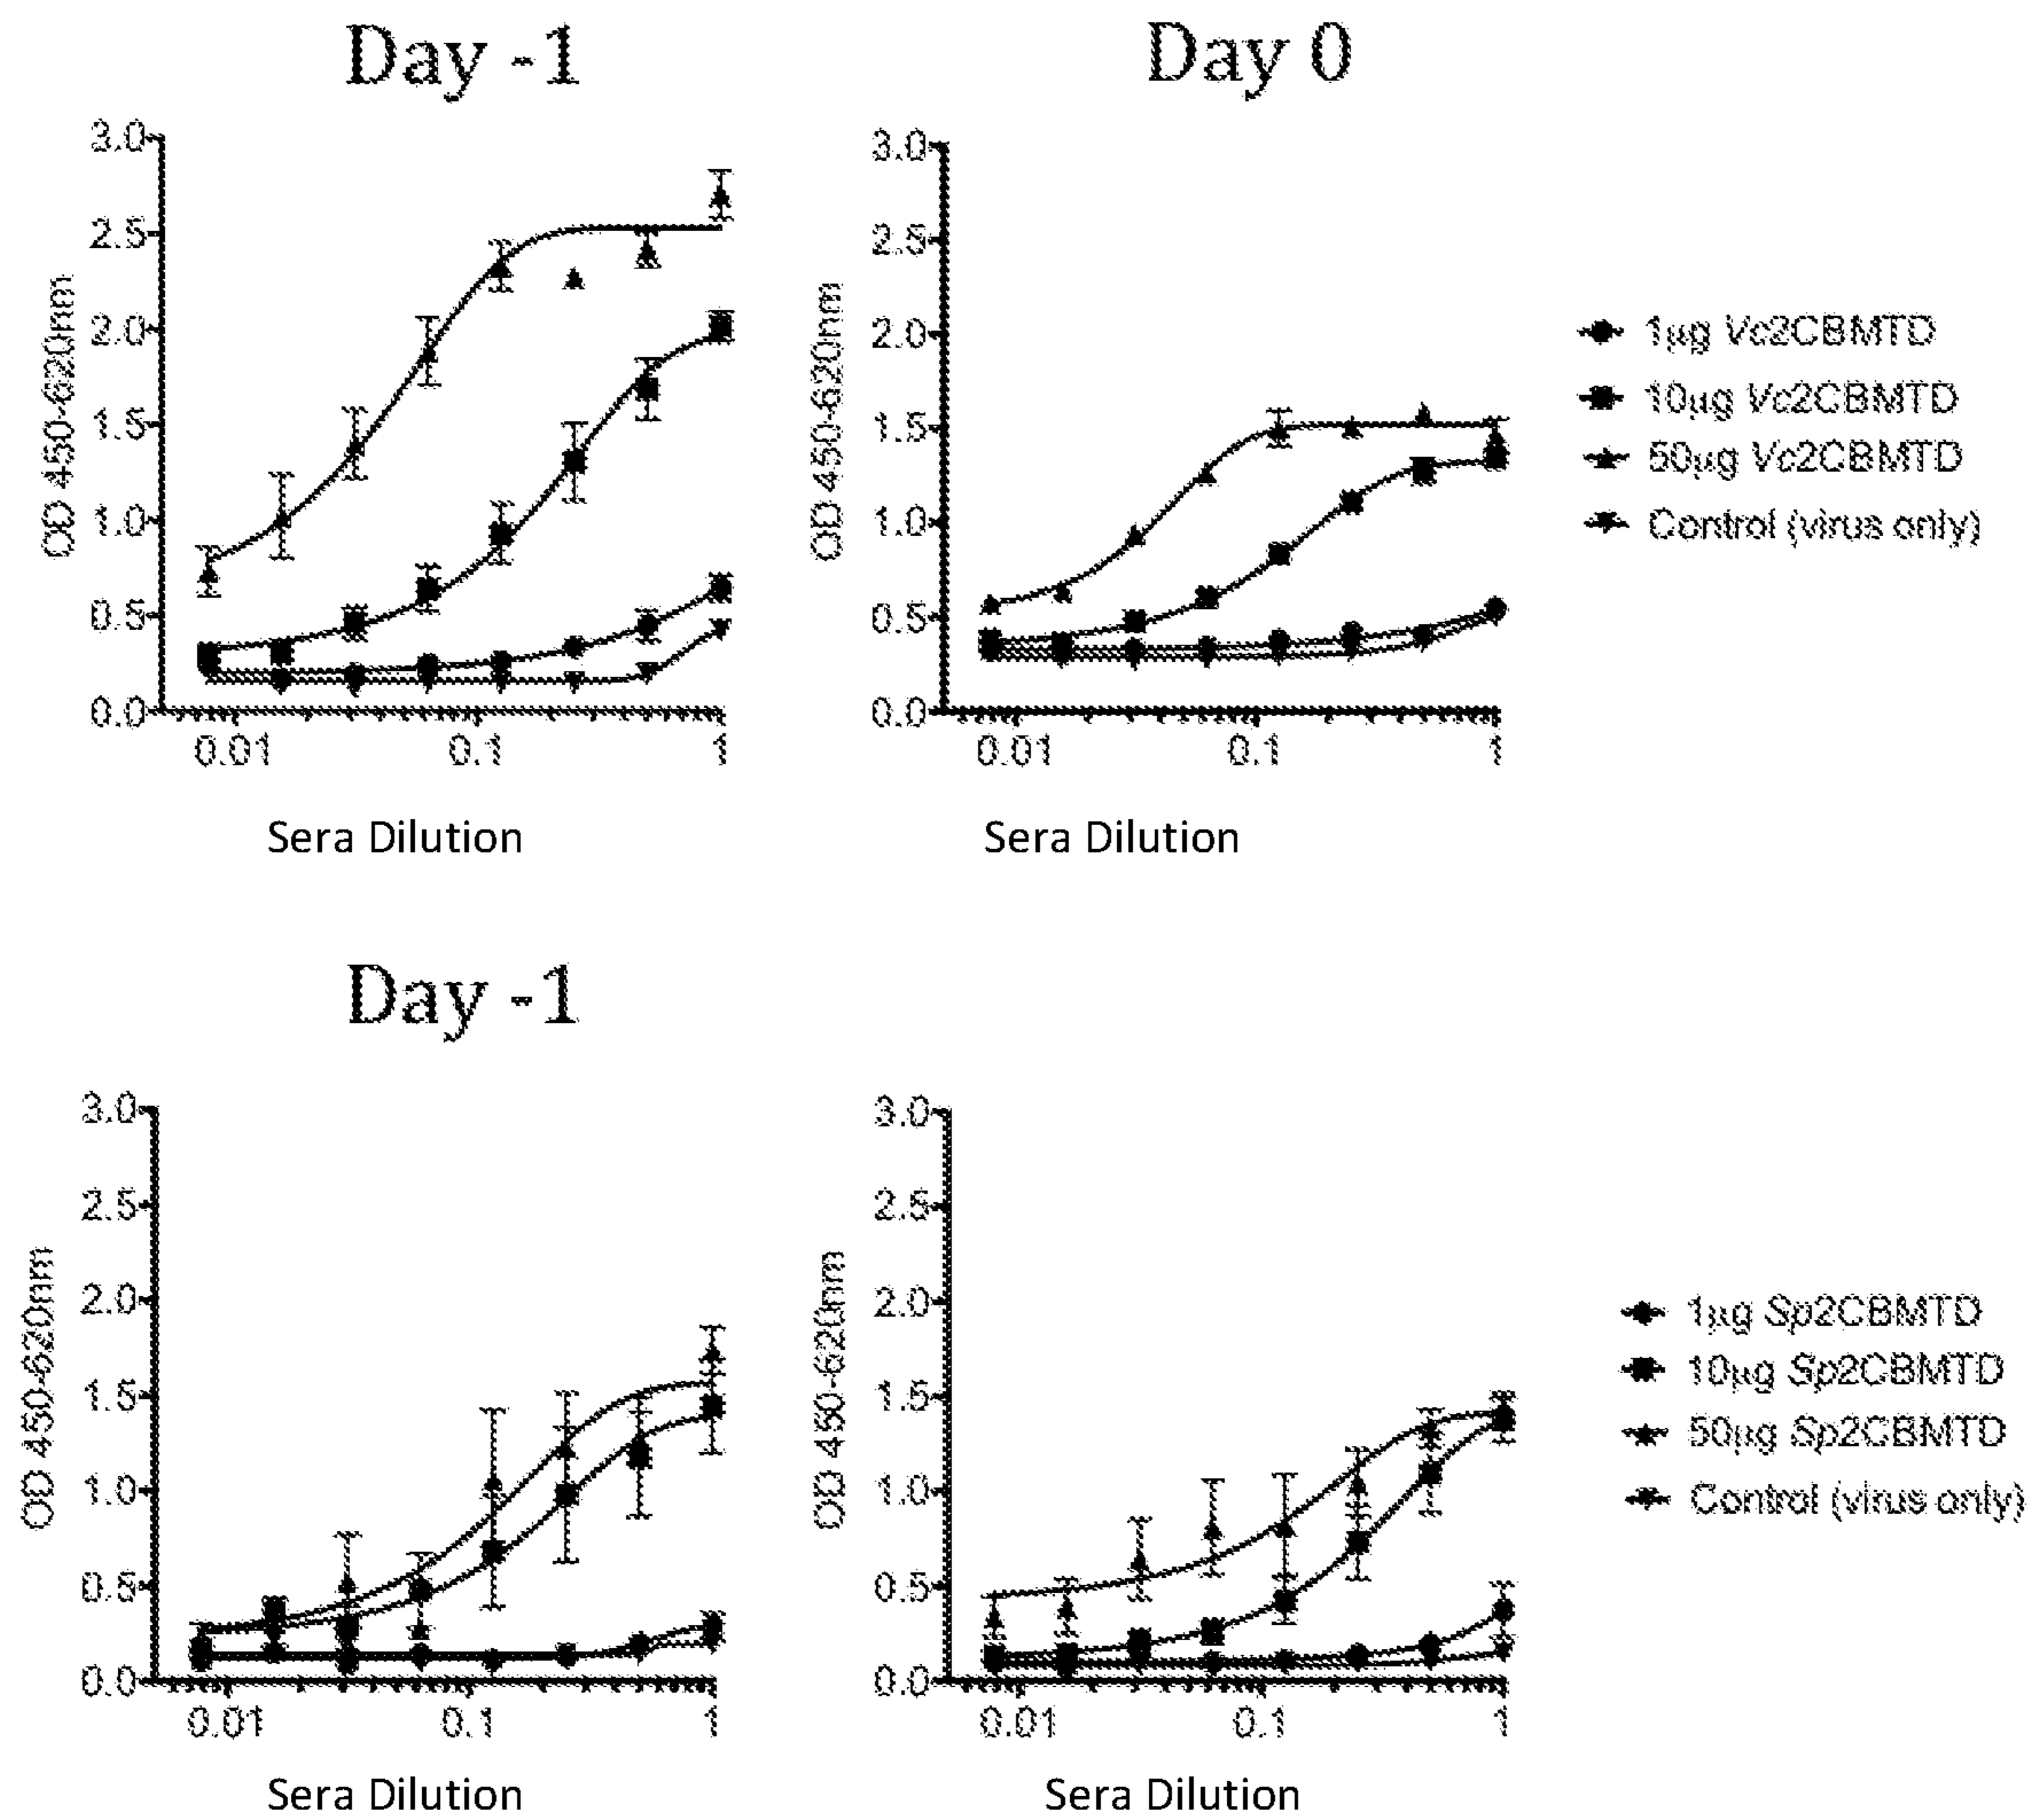 Day -1
Day 0
OD 450-620nm
3.0
2.5
2.0
1.5
1.0
0.5
0.0
0.01 0.1 1
Sera Dilution
OD 450-620nm
3.0
2.5
2.0
1.5
1.0
0.5
0.0
0.01 0.1 1
Sera Dilution
1µg Vc2CBMTD
10µg Vc2CBMTD
50µg Vc2CBMTD
Control (virus only)
Day -1
OD 450-620nm
3.0
2.5
2.0
1.5
1.0
0.5
0.0
0.01 0.1 1
Sera Dilution
OD 450-620nm
3.0
2.5
2.0
1.5
1.0
0.5
0.0
0.01 0.1 1
Sera Dilution
1µg Sp2CBMTD
10µg Sp2CBMTD
50µg Sp2CBMTD
Control (virus only)